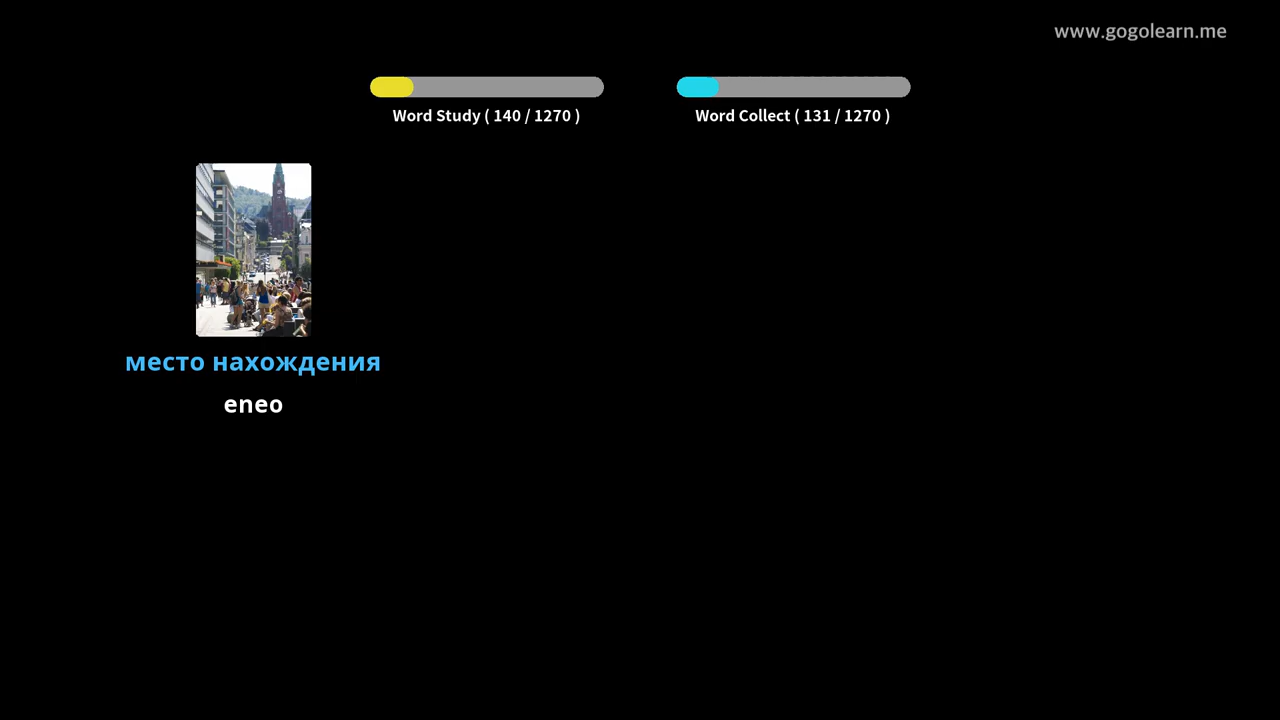 www.gogolearn.me
Word Study ( 140 / 1270 )
Word Collect ( 131 / 1270 )
место нахождения
eneo